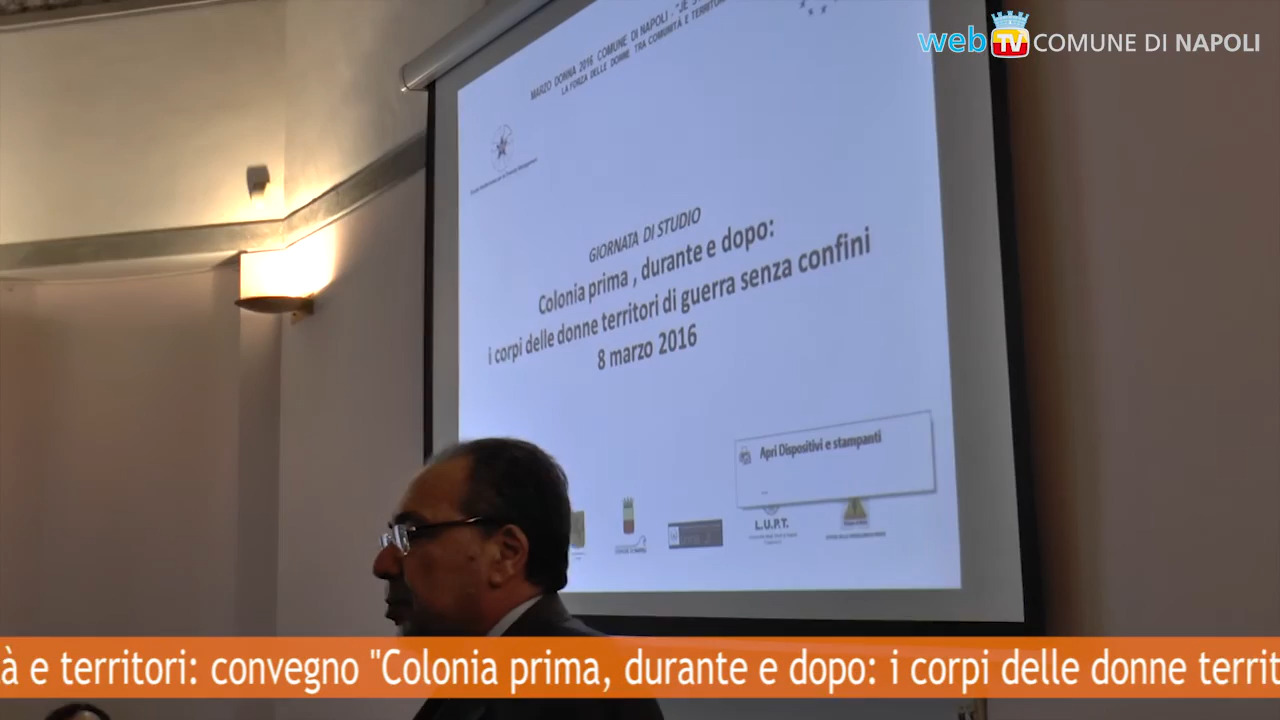 web TV COMUNE DI NAPOLI
MARZO DONNA 2016 COMUNE DI NAPOLI . "JE S
LA FORZA DELLE DONNE TRA COMUNITÀ E TERRITOR
GIORNATA DI STUDIO
Colonia prima , durante e dopo:
i corpi delle donne territori di guerra senza confini
8 marzo 2016
Apri Dispositivi e stampanti
L.U.P.T.
à e territori: convegno "Colonia prima, durante e dopo: i corpi delle donne territ